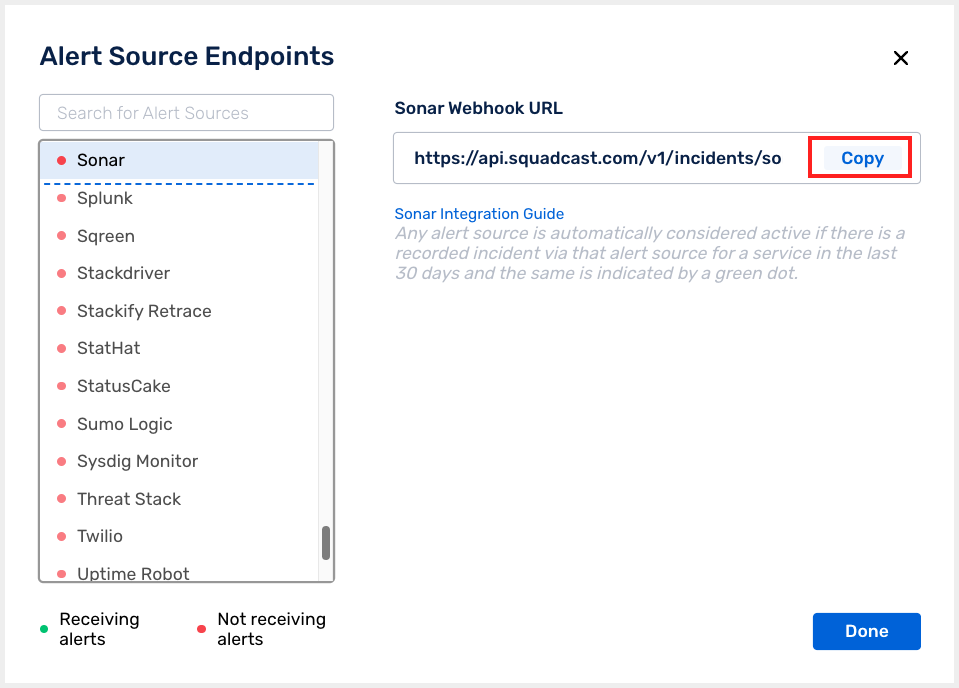 Alert Source Endpoints
Search for Alert Sources
Sonar
Splunk
Sqreen
Stackdriver
Stackify Retrace
StatHat
StatusCake
Sumo Logic
Sysdig Monitor
Threat Stack
Twilio
Uptime Robot
Receiving
alerts
Not receiving
alerts
Sonar Webhook URL
https://api.squadcast.com/v1/incidents/so
Copy
Sonar Integration Guide
Any alert source is automatically considered active if there is a
recorded incident via that alert source for a service in the last
30 days and the same is indicated by a green dot.
Done